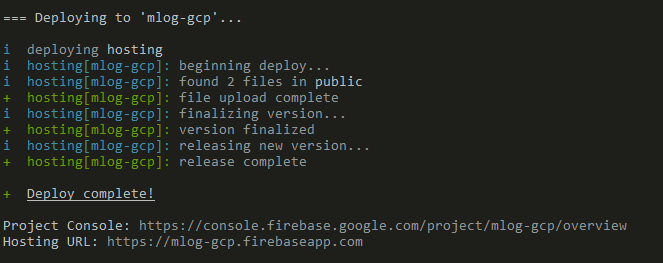 === Deploying to 'mlog-gcp'...
i deploying hosting
i hosting[mlog-gcp]: beginning deploy...
i hosting[mlog-gcp]: found 2 files in public
+ hosting[mlog-gcp]: file upload complete
i hosting[mlog-gcp]: finalizing version...
+ hosting[mlog-gcp]: version finalized
i hosting[mlog-gcp]: releasing new version...
+ hosting[mlog-gcp]: release complete
+ Deploy complete!
Project Console: https://console.firebase.google.com/project/mlog-gcp/overview
Hosting URL: https://mlog-gcp.firebaseapp.com